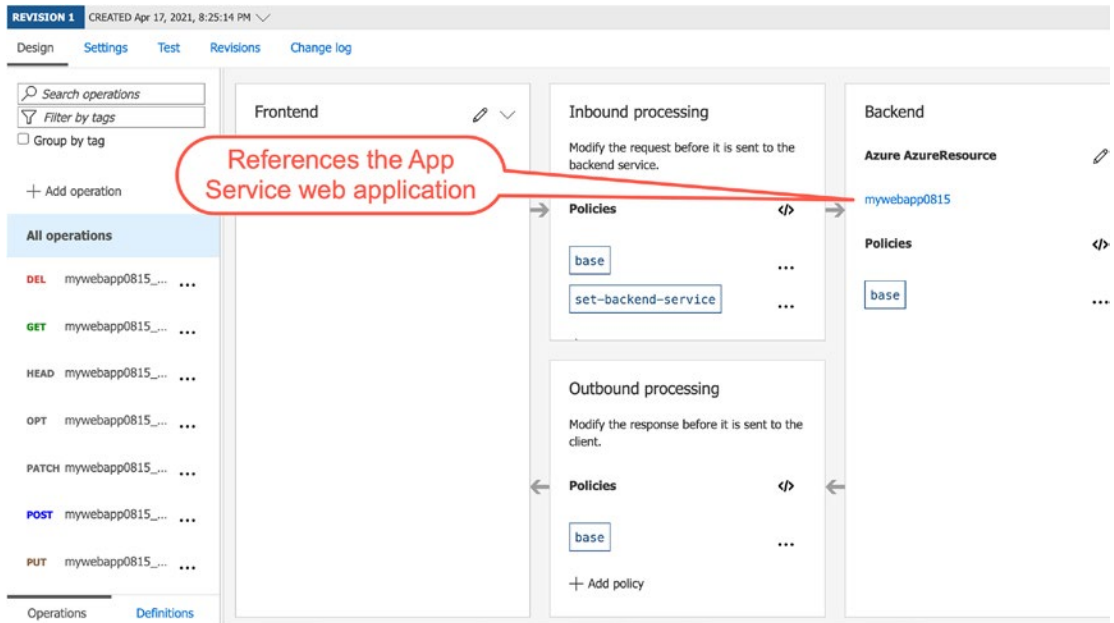 REVISION 1 CREATED Apr 17, 2021, 8:25:14 PM
Design Settings Test Revisions Change log
Search operations
Filter by tags
Group by tag
+ Add operation
All operations
DEL mywebapp0815_... ...
GET mywebapp0815_... ...
HEAD mywebapp0815_... ...
OPT mywebapp0815_... ...
PATCH mywebapp0815_... ...
POST mywebapp0815_... ...
PUT mywebapp0815_... ...
Operations Definitions
Frontend
References the App
Service web application
Inbound processing
Modify the request before it is sent to the
backend service.
Policies </>
base ...
set-backend-service ...
Outbound processing
Modify the response before it is sent to the
client.
Policies </>
base ...
+ Add policy
Backend
Azure AzureResource
mywebapp0815
Policies </>
base ...